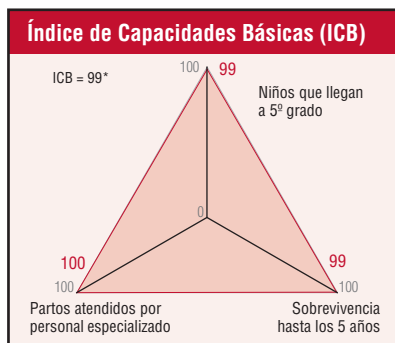 Índice de Capacidades Básicas (ICB)
ICB = 99*
100
99
Niños que llegan
a 5º grado
0
100
99
100
100
Partos atendidos por
personal especializado
Sobrevivencia
hasta los 5 años